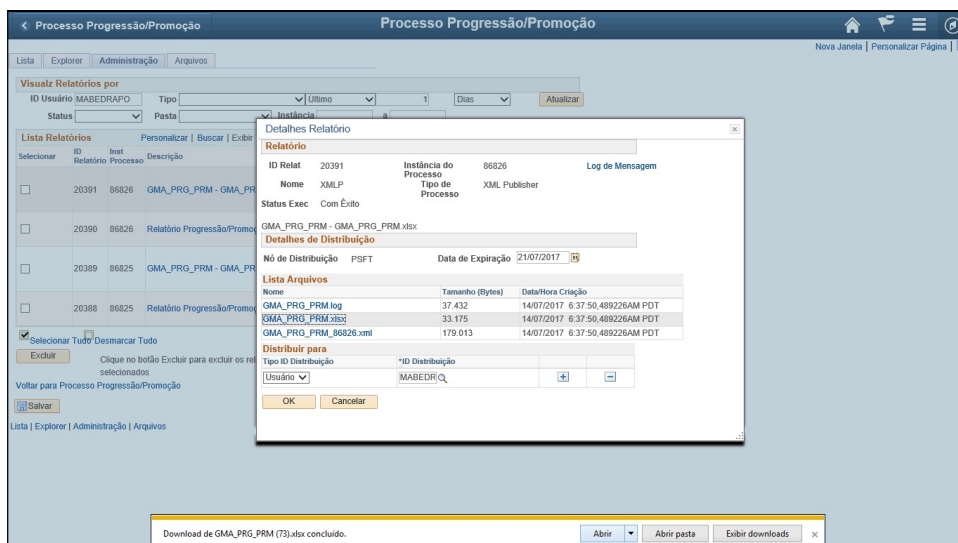 Processo Progressão/Promoção
Processo Progressão/Promoção
Nova Janela | Personalizar Página |
Lista Explorer Administração Arquivos
Visualz Relatórios por
ID Usuário MABEDRAPO Tipo Último 1 Dias Atualizar
Status Pasta Instância a
Lista Relatórios Personalizar | Buscar | Exibir
Selecionar ID Relatório Inst Processo Descrição
20391 86826 GMA_PRG_PRM - GMA_PR
20390 86826 Relatório Progressão/Promoç
20389 86825 GMA_PRG_PRM - GMA_PR
20388 86825 Relatório Progressão/Promoç
Selecionar Tudo Desmarcar Tudo
Excluir Clique no botão Excluir para excluir os rel
selecionados
Voltar para Processo Progressão/Promoção
Salvar
Lista | Explorer | Administração | Arquivos
Detalhes Relatório
Relatório
ID Relat 20391 Instância do Processo 86826 Log de Mensagem
Nome XMLP Tipo de Processo XML Publisher
Status Exec Com Êxito
GMA_PRG_PRM - GMA_PRG_PRM.xlsx
Detalhes de Distribuição
Nó de Distribuição PSFT Data de Expiração 21/07/2017
Lista Arquivos
Nome Tamanho (Bytes) Data/Hora Criação
GMA_PRG_PRM.log 37.432 14/07/2017 6:37:50,489226AM PDT
GMA_PRG_PRM.xlsx 33.175 14/07/2017 6:37:50,489226AM PDT
GMA_PRG_PRM_86826.xml 179.013 14/07/2017 6:37:50,489226AM PDT
Distribuir para
Tipo ID Distribuição *ID Distribuição
Usuário MABEDR
OK Cancelar
Download de GMA_PRG_PRM (73).xlsx concluído. Abrir Abrir pasta Exibir downloads